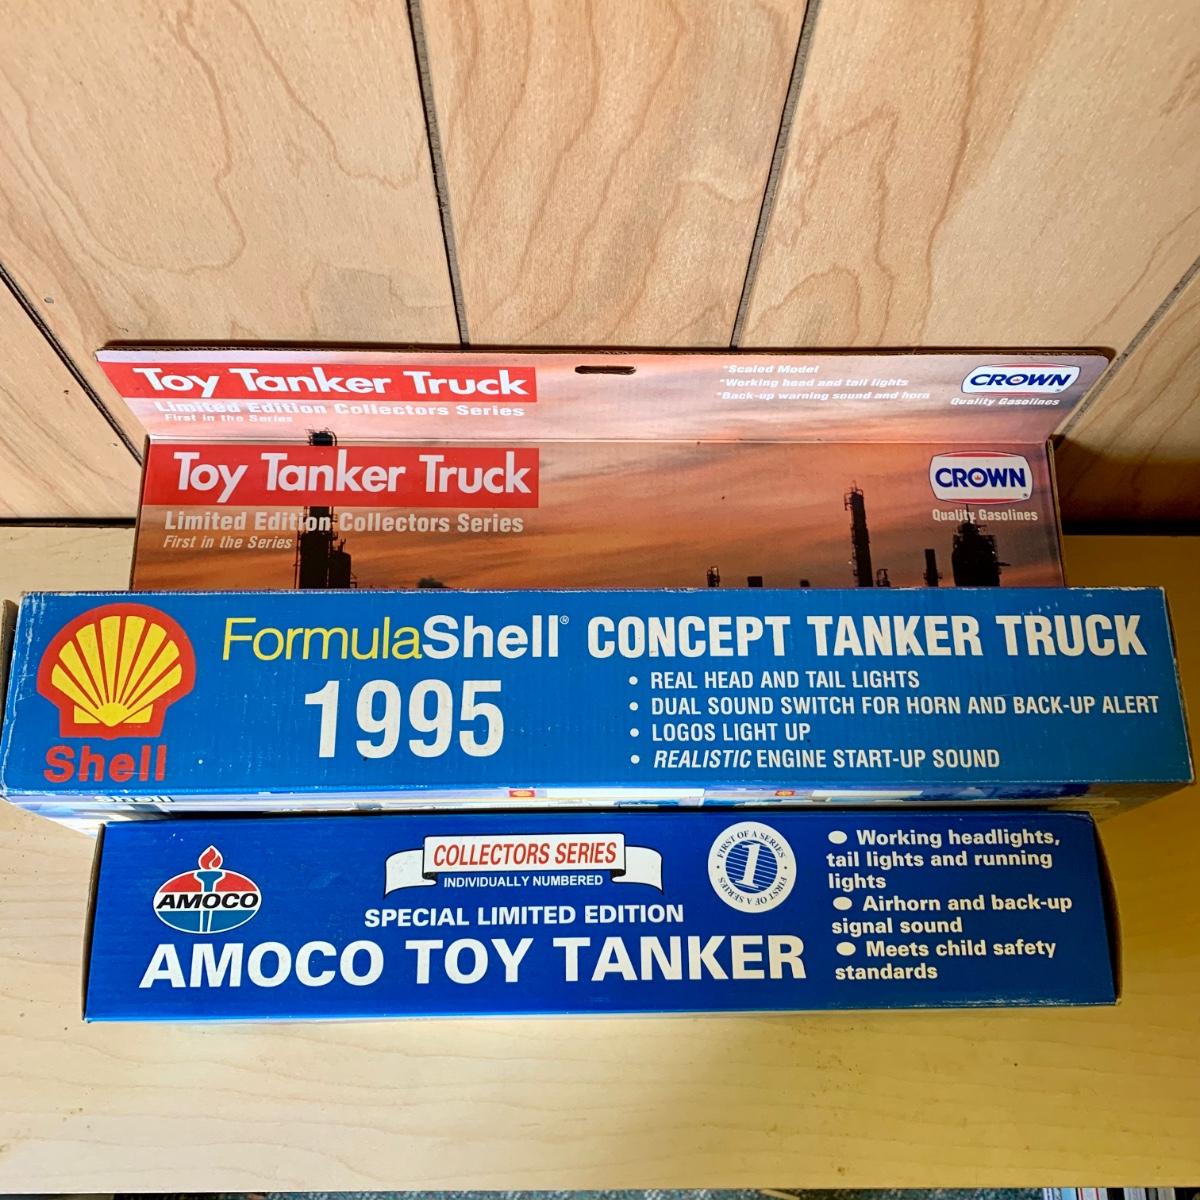 Toy Tanker Truck
Limited Edition Collectors Series
First in the Series
*Scaled Model
*Working head and tail lights
*Back-up warning sound and horn
CROWN
Quality Gasolines
Toy Tanker Truck
Limited Edition Collectors Series
First in the Series
CROWN
Quality Gasolines
Shell
FormulaShell® CONCEPT TANKER TRUCK
1995
• REAL HEAD AND TAIL LIGHTS
• DUAL SOUND SWITCH FOR HORN AND BACK-UP ALERT
• LOGOS LIGHT UP
• REALISTIC ENGINE START-UP SOUND
Shell
AMOCO
COLLECTORS SERIES
INDIVIDUALLY NUMBERED
SPECIAL LIMITED EDITION
AMOCO TOY TANKER
FIRST OF A SERIES • FIRST OF A SERIES •
1
● Working headlights,
tail lights and running
lights
● Airhorn and back-up
signal sound
● Meets child safety
standards